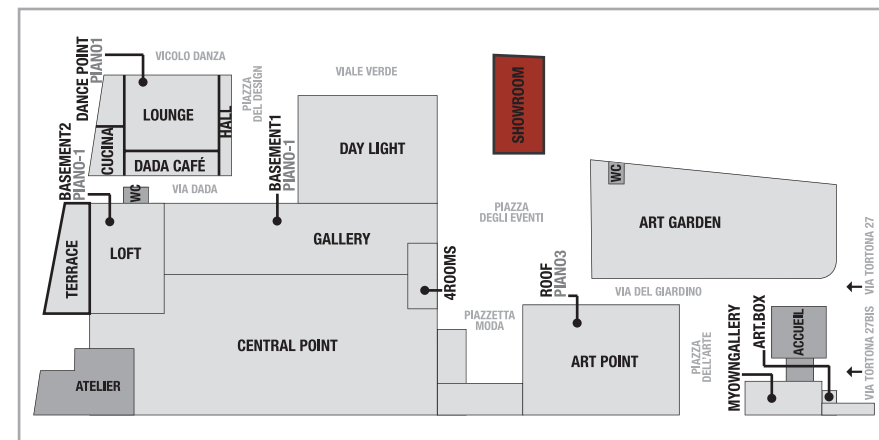 DANCE POINT
PIANO1
VICOLO DANZA
LOUNGE
HALL
CUCINA
DADA CAFÉ
PIAZZA
DEL DESIGN
VIALE VERDE
SHOWROOM
BASEMENT2
PIANO-1
WC
VIA DADA
BASEMENT1
PIANO-1
DAY LIGHT
TERRACE
LOFT
GALLERY
4ROOMS
PIAZZA
DEGLI EVENTI
WC
ART GARDEN
VIA TORTONA 27
CENTRAL POINT
PIAZZETTA
MODA
ROOF
PIANO3
VIA DEL GIARDINO
ART POINT
PIAZZA
DELL'ARTE
MYOWNGALLERY
ART.BOX
ACCUEIL
VIA TORTONA 27BIS
ATELIER